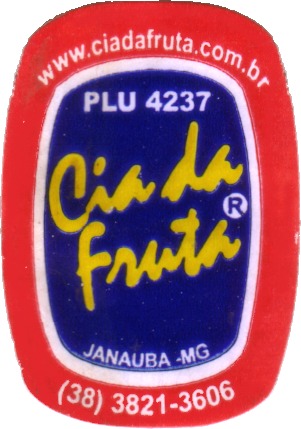 www.ciadafruta.com.br
PLU 4237
Cia da
Fruta ®
JANAUBA -MG
(38) 3821-3606